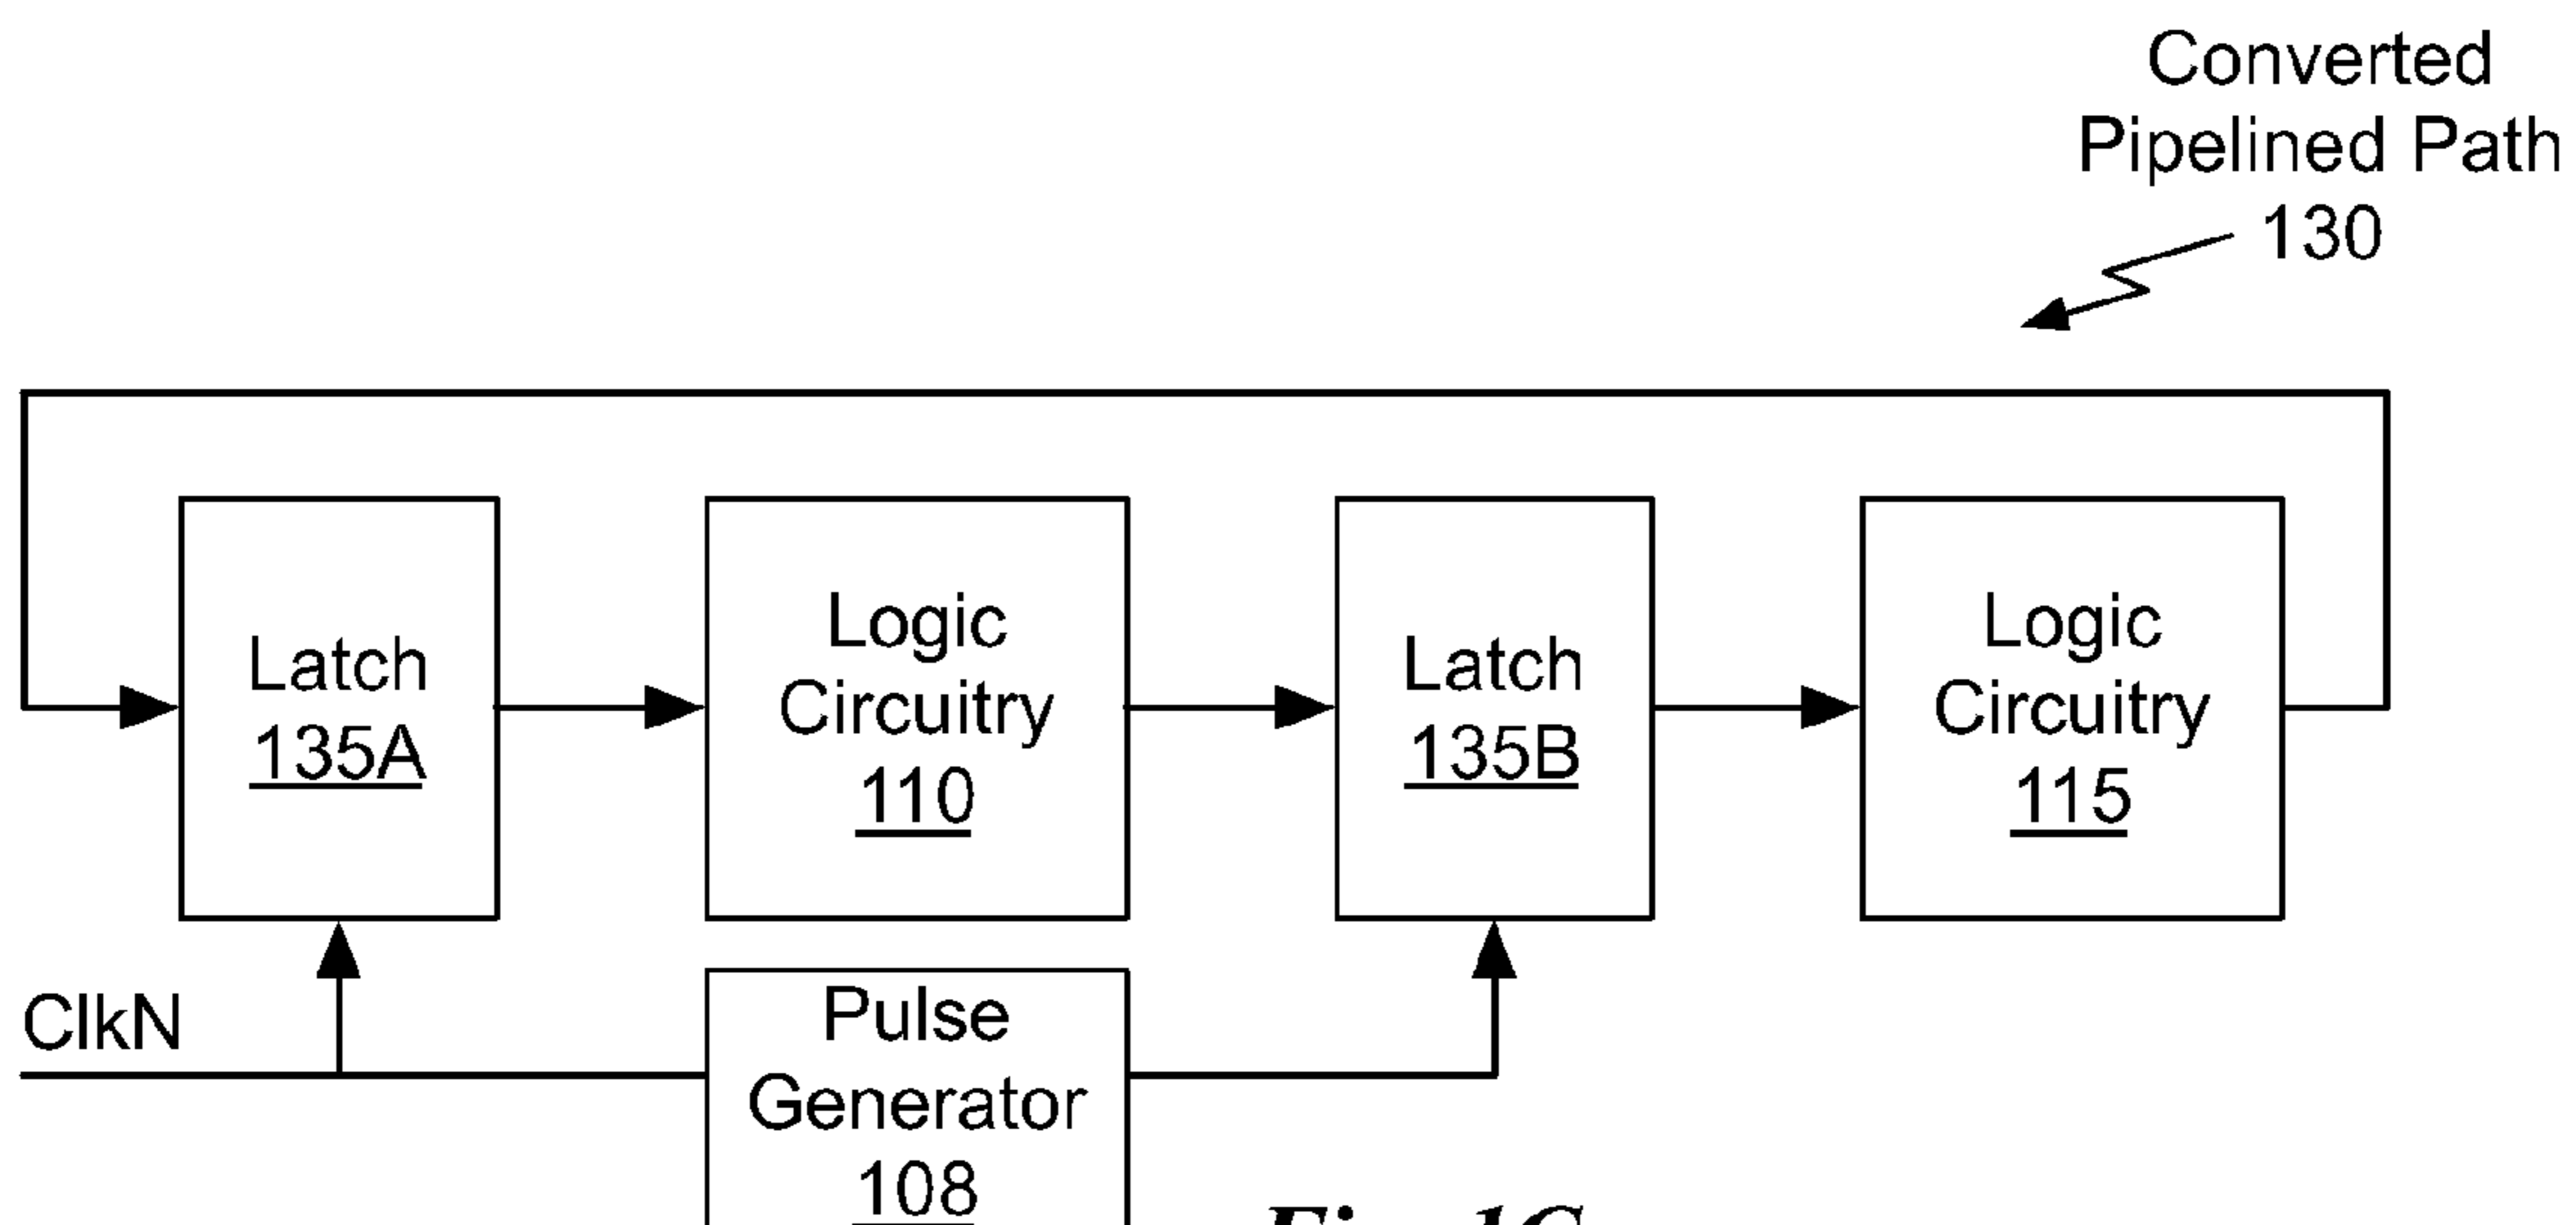 Converted
Pipelined Path
130
Latch
135A
Logic
Circuitry
110
Latch
135B
Logic
Circuitry
115
ClkN
Pulse
Generator
108